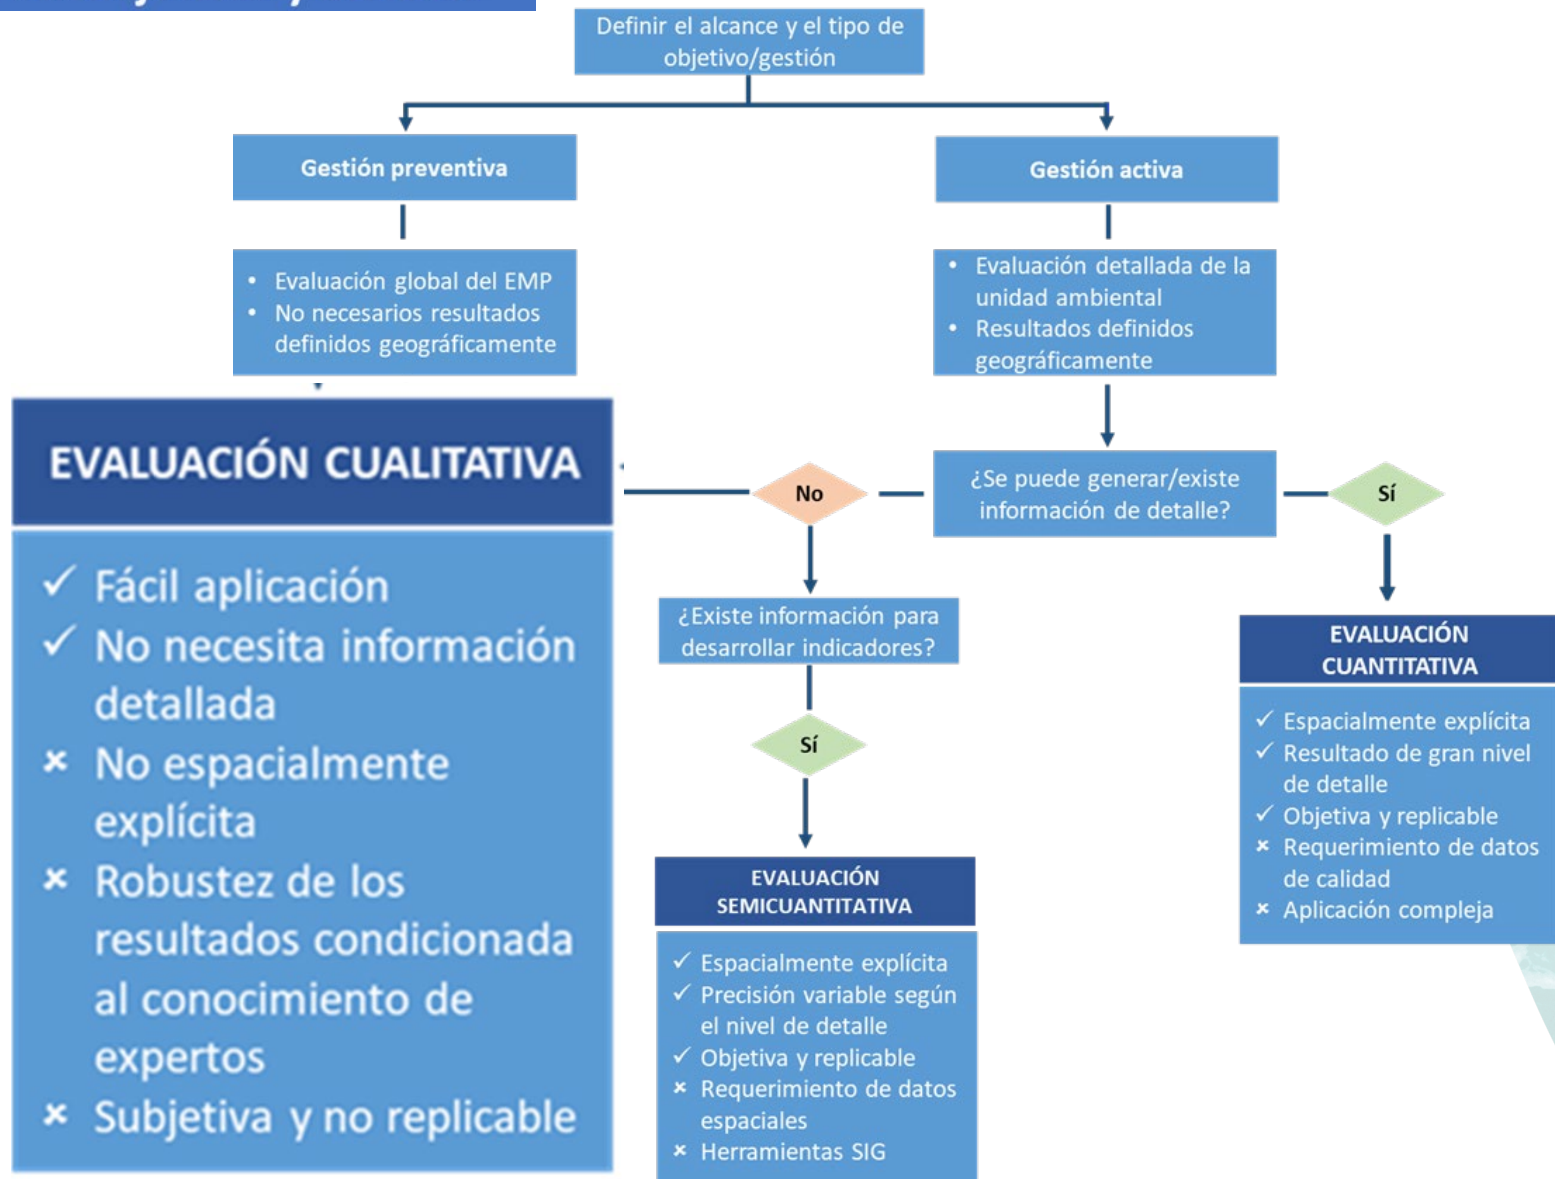 Definir el alcance y el tipo de
objetivo/gestión
Gestión preventiva
Gestión activa
• Evaluación global del EMP
• No necesarios resultados
definidos geográficamente
• Evaluación detallada de la
unidad ambiental
• Resultados definidos
geográficamente
EVALUACIÓN CUALITATIVA
✓ Fácil aplicación
✓ No necesita información
detallada
× No espacialmente
explícita
× Robustez de los
resultados condicionada
al conocimiento de
expertos
× Subjetiva y no replicable
No
¿Se puede generar/existe
información de detalle?
Sí
¿Existe información para
desarrollar indicadores?
Sí
EVALUACIÓN
SEMICUANTITATIVA
✓ Espacialmente explícita
✓ Precisión variable según
el nivel de detalle
✓ Objetiva y replicable
× Requerimiento de datos
espaciales
× Herramientas SIG
EVALUACIÓN
CUANTITATIVA
✓ Espacialmente explícita
✓ Resultado de gran nivel
de detalle
✓ Objetiva y replicable
× Requerimiento de datos
de calidad
× Aplicación compleja